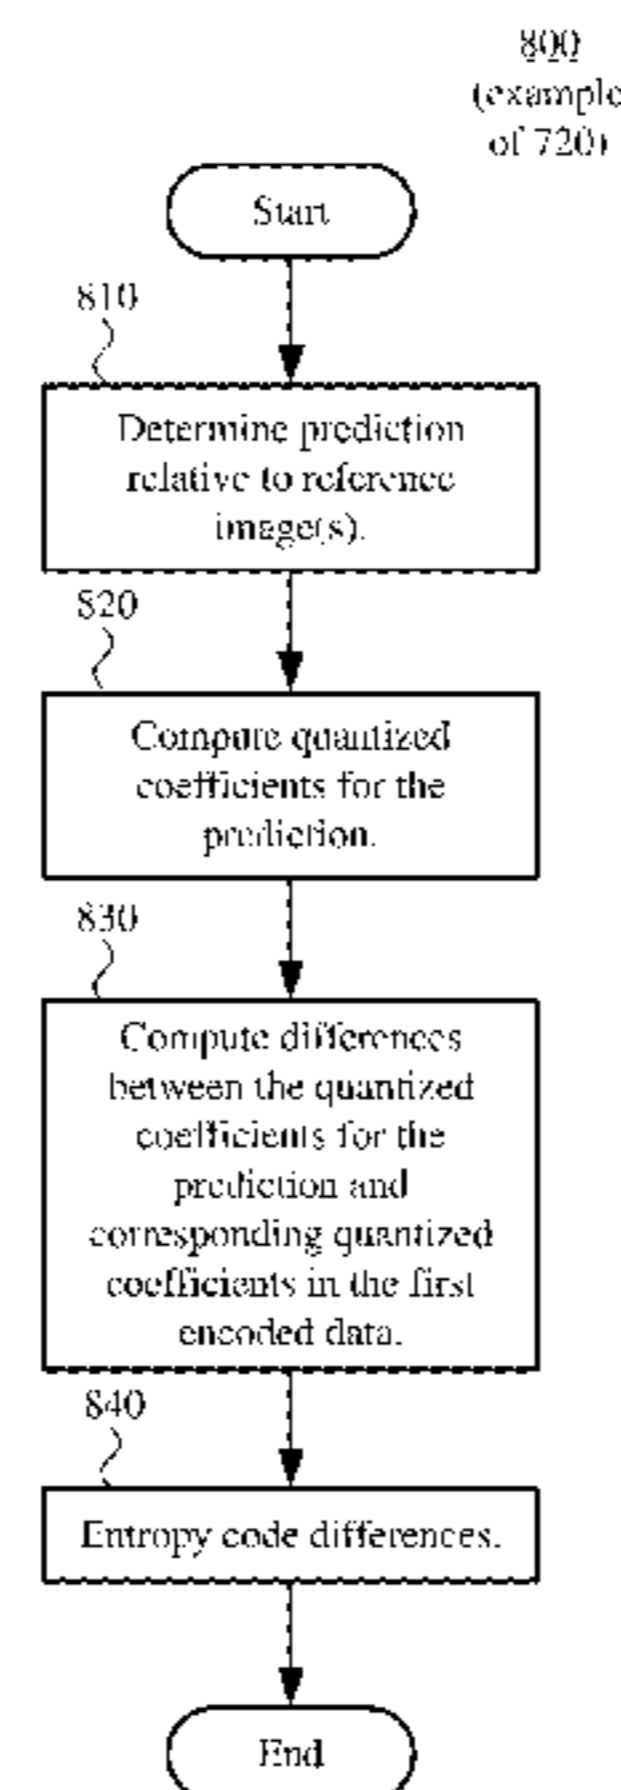 800
(example
of 720)
Start
810
Determine prediction
relative to reference
image(s).
820
Compute quantized
coefficients for the
prediction.
830
Compute differences
between the quantized
coefficients for the
prediction and
corresponding quantized
coefficients in the first
encoded data.
840
Entropy code differences.
End